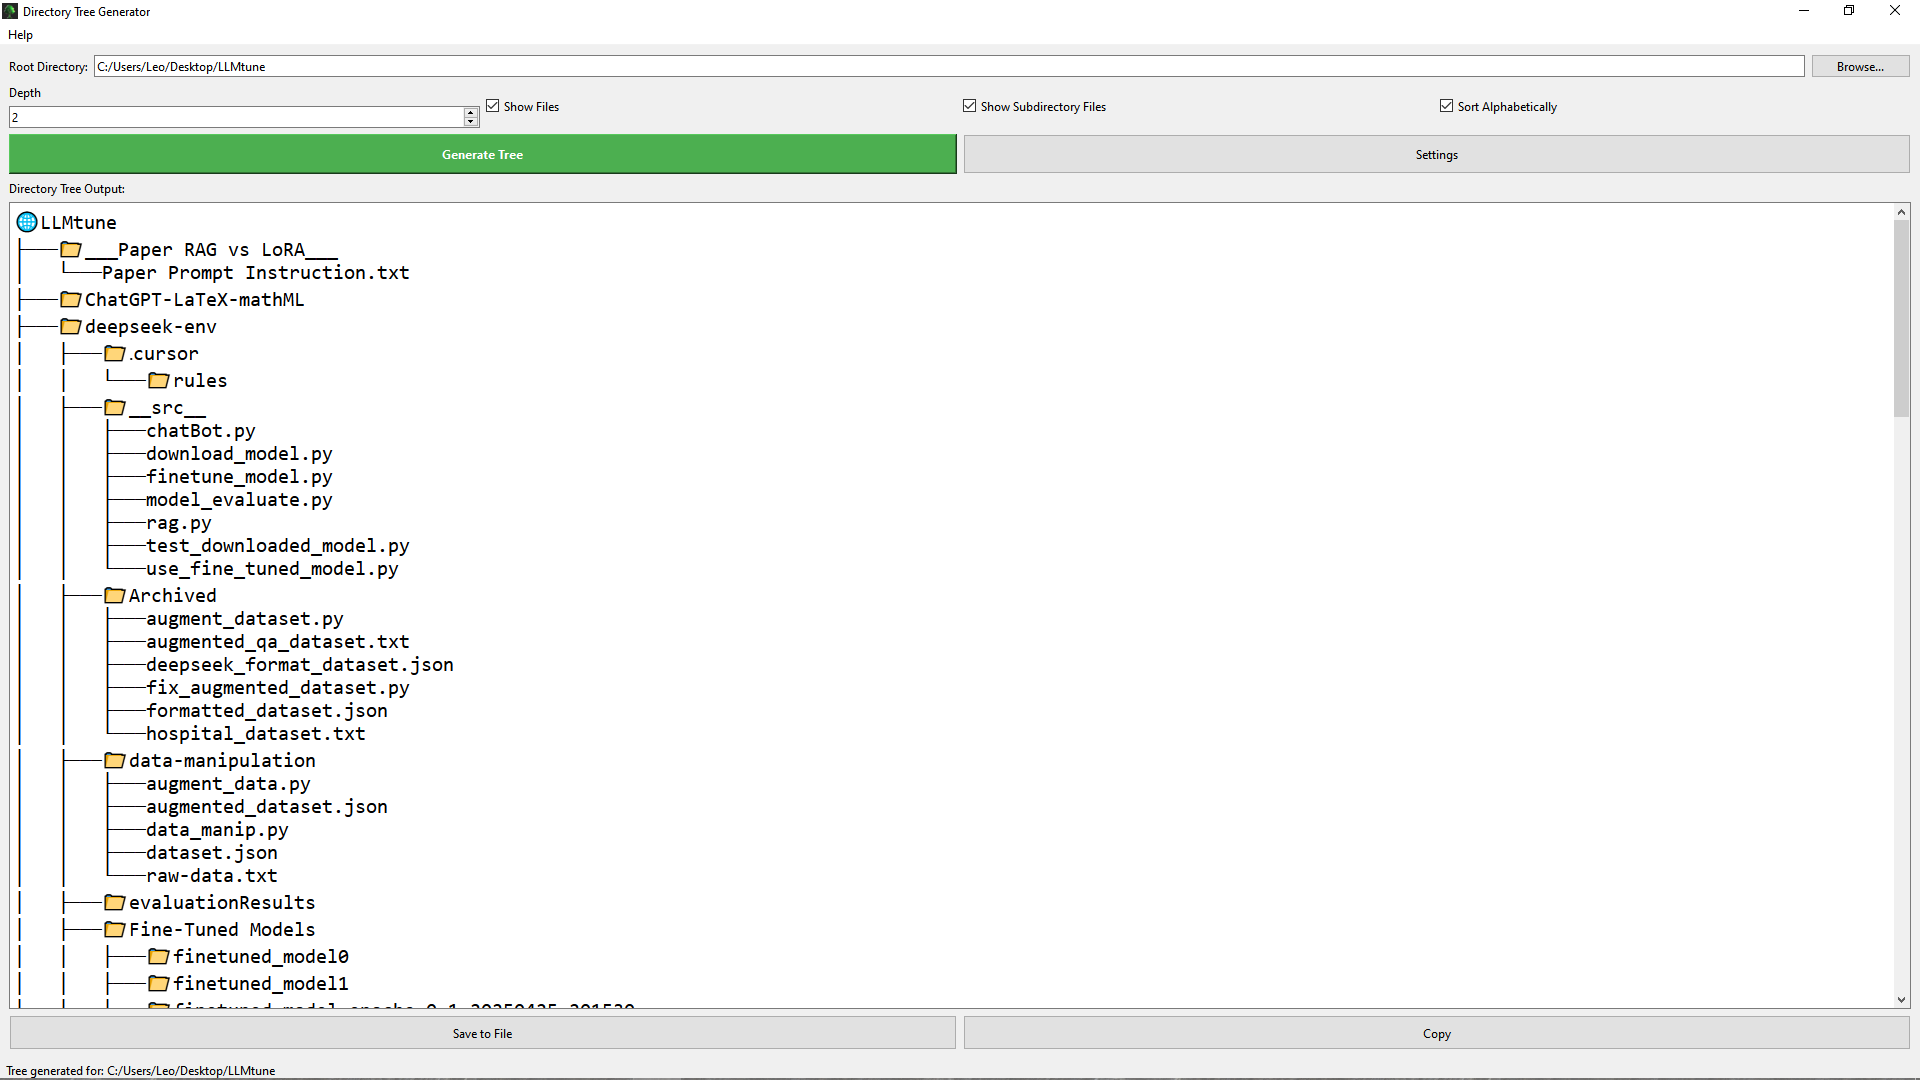 Directory Tree Generator
Help
Root Directory: C:/Users/Leo/Desktop/LLMtune Browse...
Depth
2 Show Files Show Subdirectory Files Sort Alphabetically
Generate Tree Settings
Directory Tree Output:
LLMtune
___Paper RAG vs LoRA___
Paper Prompt Instruction.txt
ChatGPT-LaTeX-mathML
deepseek-env
.cursor
rules
__src__
chatBot.py
download_model.py
finetune_model.py
model_evaluate.py
rag.py
test_downloaded_model.py
use_fine_tuned_model.py
Archived
augment_dataset.py
augmented_qa_dataset.txt
deepseek_format_dataset.json
fix_augmented_dataset.py
formatted_dataset.json
hospital_dataset.txt
data-manipulation
augment_data.py
augmented_dataset.json
data_manip.py
dataset.json
raw-data.txt
evaluationResults
Fine-Tuned Models
finetuned_model0
finetuned_model1
Save to File Copy
Tree generated for: C:/Users/Leo/Desktop/LLMtune